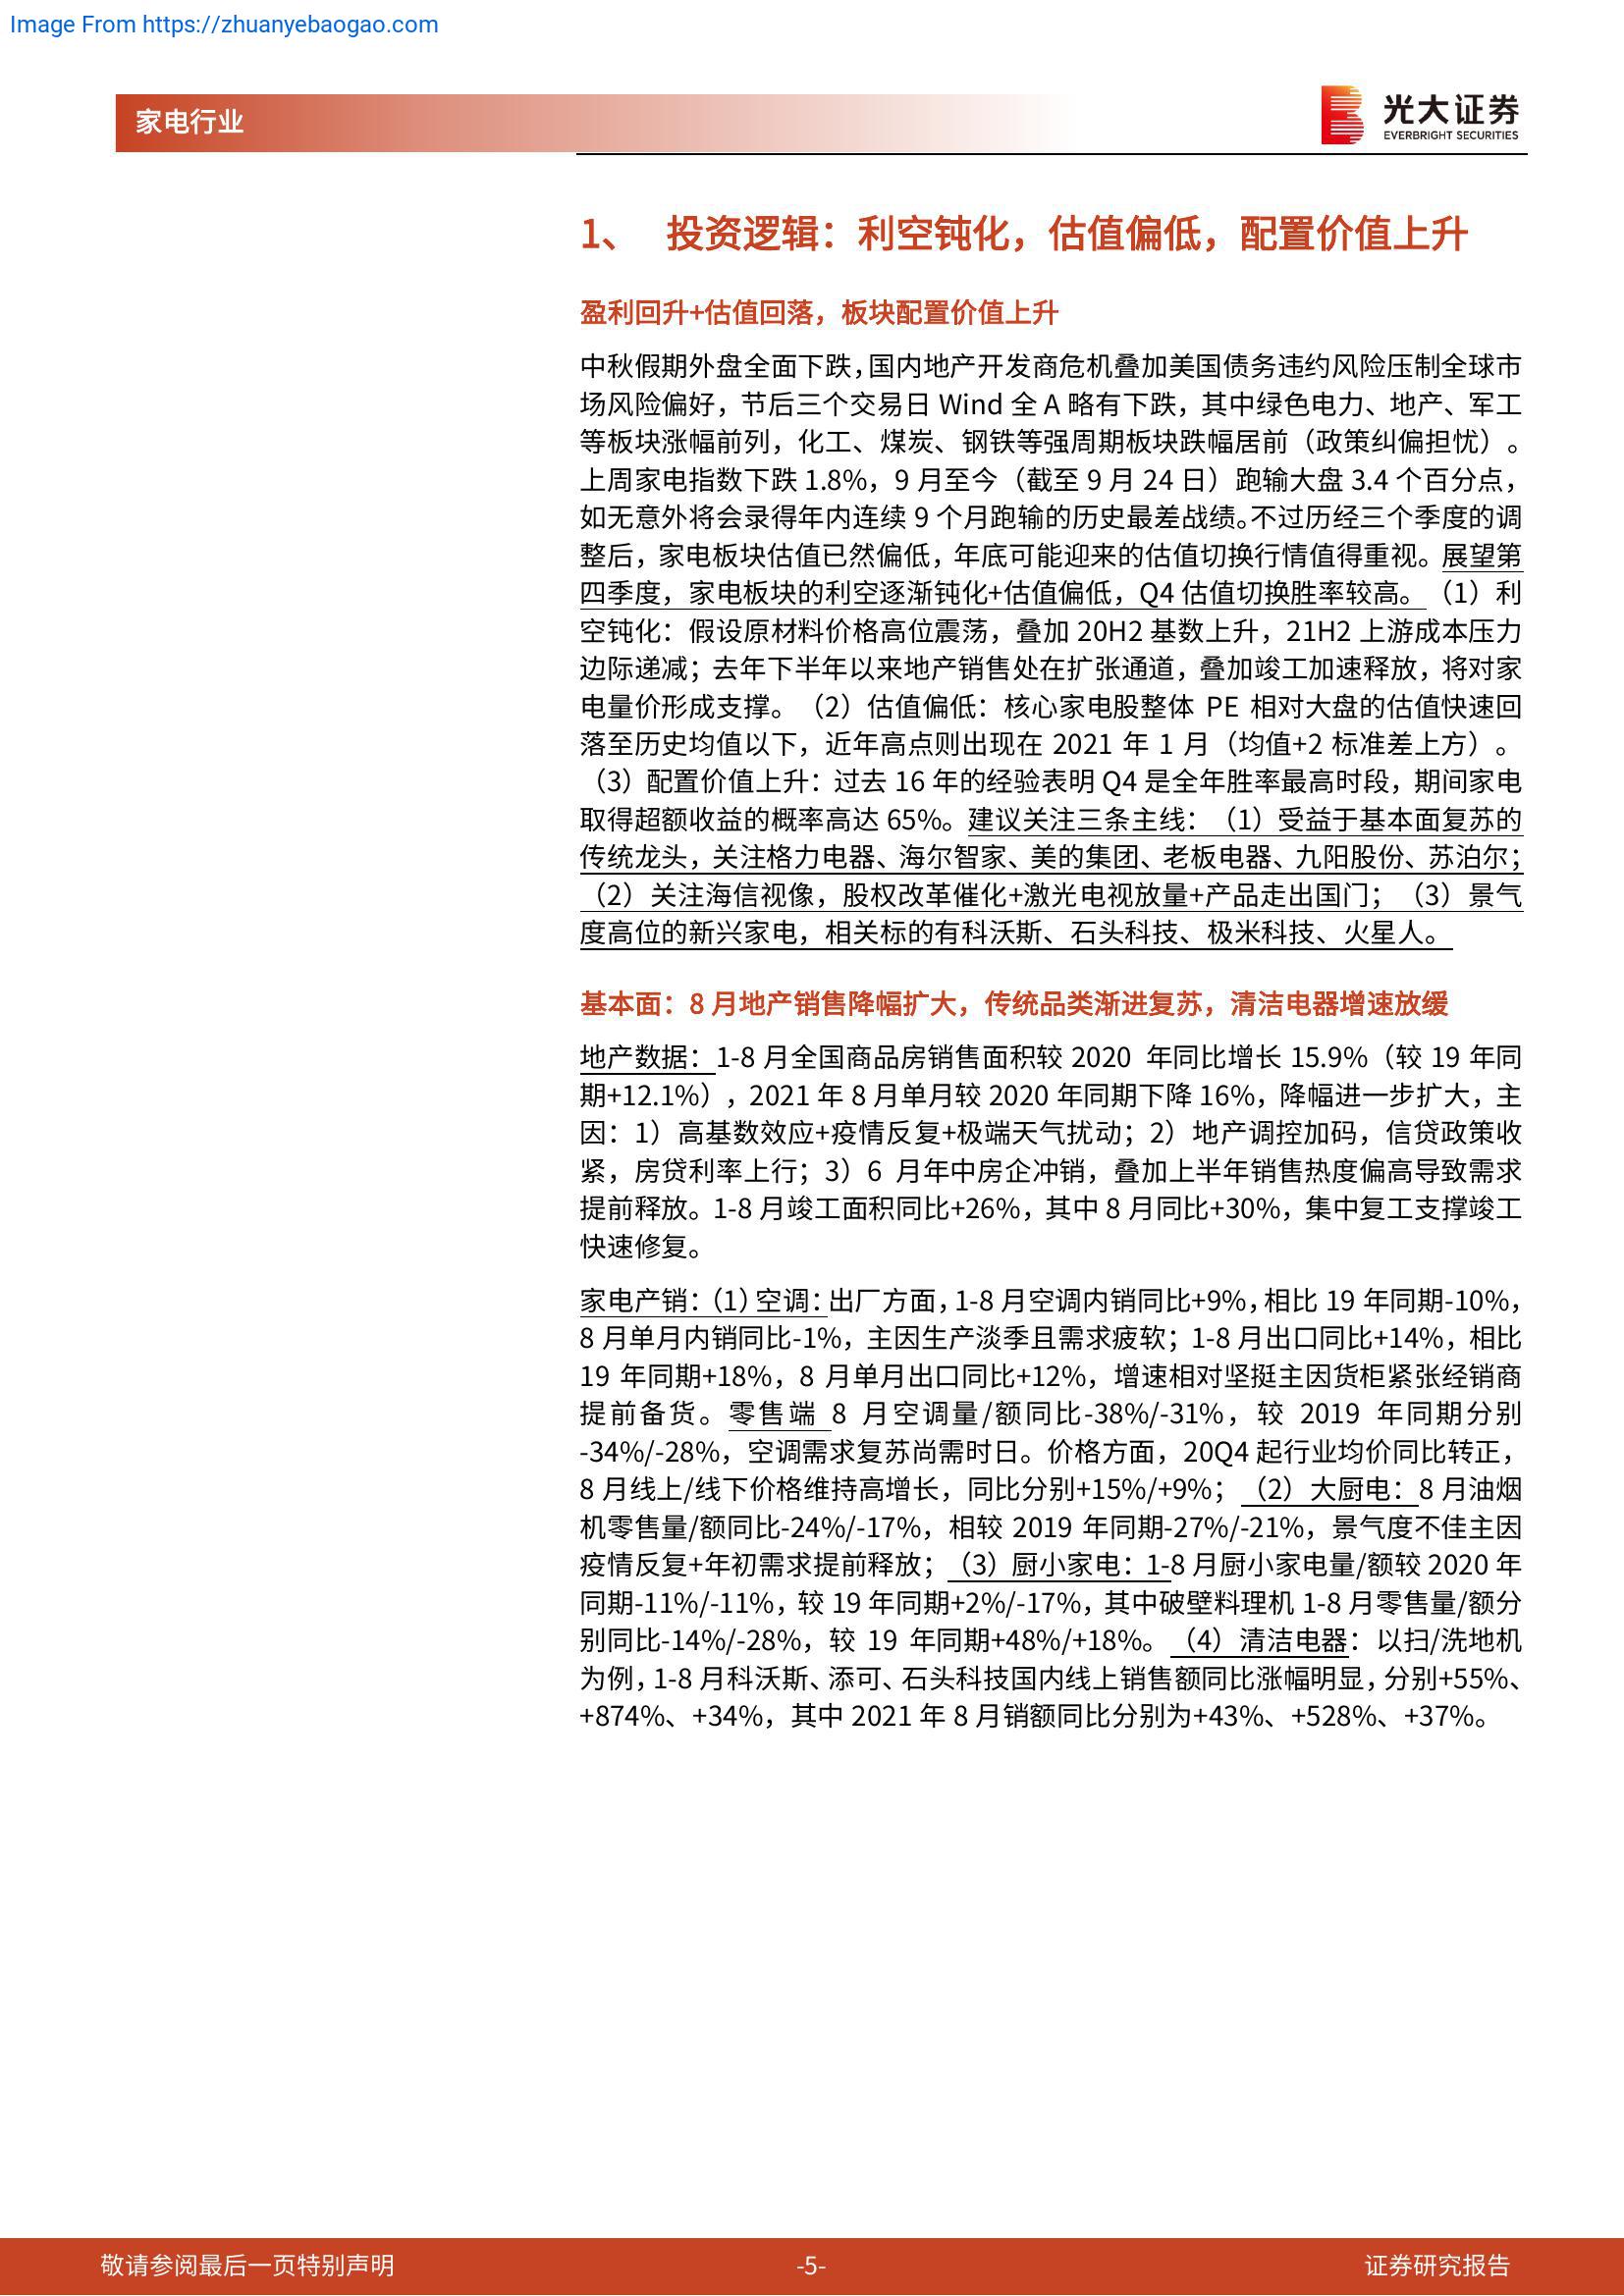 Image From https://zhuanyebaogao.com
家电行业
光大证券
EVERBRIGHT SECURITIES
1、 投资逻辑：利空钝化，估值偏低，配置价值上升
盈利回升+估值回落，板块配置价值上升
中秋假期外盘全面下跌，国内地产开发商危机叠加美国债务违约风险压制全球市
场风险偏好，节后三个交易日 Wind 全 A 略有下跌，其中绿色电力、地产、军工
等板块涨幅前列，化工、煤炭、钢铁等强周期板块跌幅居前（政策纠偏担忧）。
上周家电指数下跌 1.8%，9 月至今（截至 9 月 24 日）跑输大盘 3.4 个百分点，
如无意外将会录得年内连续 9 个月跑输的历史最差战绩。不过历经三个季度的调
整后，家电板块估值已然偏低，年底可能迎来的估值切换行情值得重视。展望第
四季度，家电板块的利空逐渐钝化+估值偏低，Q4 估值切换胜率较高。（1）利
空钝化：假设原材料价格高位震荡，叠加 20H2 基数上升，21H2 上游成本压力
边际递减；去年下半年以来地产销售处在扩张通道，叠加竣工加速释放，将对家
电量价形成支撑。（2）估值偏低：核心家电股整体 PE 相对大盘的估值快速回
落至历史均值以下，近年高点则出现在 2021 年 1 月（均值+2 标准差上方）。
（3）配置价值上升：过去 16 年的经验表明 Q4 是全年胜率最高时段，期间家电
取得超额收益的概率高达 65%。建议关注三条主线：（1）受益于基本面复苏的
传统龙头，关注格力电器、海尔智家、美的集团、老板电器、九阳股份、苏泊尔；
（2）关注海信视像，股权改革催化+激光电视放量+产品走出国门；（3）景气
度高位的新兴家电，相关标的有科沃斯、石头科技、极米科技、火星人。
基本面：8 月地产销售降幅扩大，传统品类渐进复苏，清洁电器增速放缓
地产数据：1-8 月全国商品房销售面积较 2020 年同比增长 15.9%（较 19 年同
期+12.1%），2021 年 8 月单月较 2020 年同期下降 16%，降幅进一步扩大，主
因：1）高基数效应+疫情反复+极端天气扰动；2）地产调控加码，信贷政策收
紧，房贷利率上行；3）6 月年中房企冲销，叠加上半年销售热度偏高导致需求
提前释放。1-8 月竣工面积同比+26%，其中 8 月同比+30%，集中复工支撑竣工
快速修复。
家电产销：（1）空调：出厂方面，1-8 月空调内销同比+9%，相比 19 年同期-10%，
8 月单月内销同比-1%，主因生产淡季且需求疲软；1-8 月出口同比+14%，相比
19 年同期+18%，8 月单月出口同比+12%，增速相对坚挺主因货柜紧张经销商
提前备货。零售端 8 月空调量/额同比-38%/-31%，较 2019 年同期分别
-34%/-28%，空调需求复苏尚需时日。价格方面，20Q4 起行业均价同比转正，
8 月线上/线下价格维持高增长，同比分别+15%/+9%；（2）大厨电：8 月油烟
机零售量/额同比-24%/-17%，相较 2019 年同期-27%/-21%，景气度不佳主因
疫情反复+年初需求提前释放；（3）厨小家电：1-8 月厨小家电量/额较 2020 年
同期-11%/-11%，较 19 年同期+2%/-17%，其中破壁料理机 1-8 月零售量/额分
别同比-14%/-28%，较 19 年同期+48%/+18%。（4）清洁电器：以扫/洗地机
为例，1-8 月科沃斯、添可、石头科技国内线上销售额同比涨幅明显，分别+55%、
+874%、+34%，其中 2021 年 8 月销额同比分别为+43%、+528%、+37%。
敬请参阅最后一页特别声明
-5-
证券研究报告